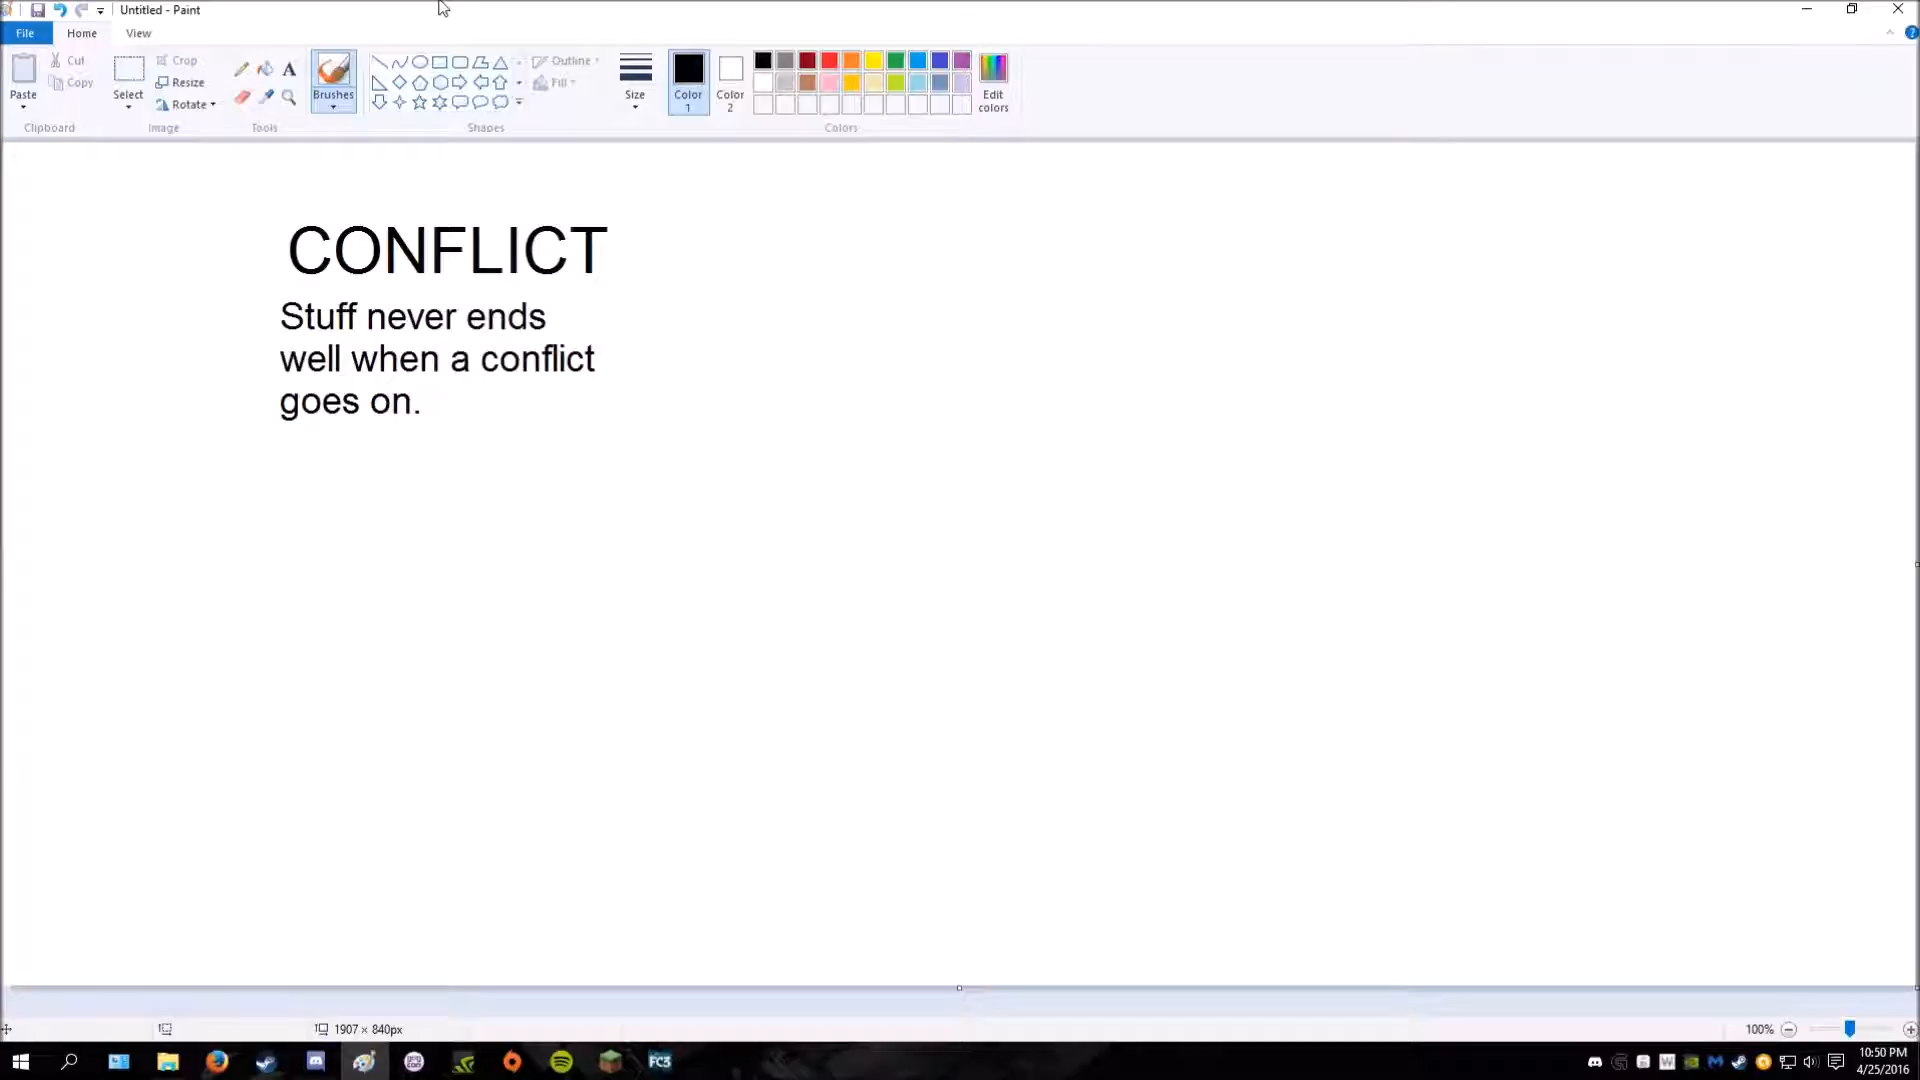 Untitled - Paint
File Home View
Paste
Cut
Copy
Clipboard
Select
Crop
Resize
Rotate
Image
Tools
Brushes
Shapes
Outline
Fill
Size
Color 1
Color 2
Colors
Edit colors
CONFLICT
Stuff never ends
well when a conflict
goes on.
1907 × 840px
100%
FC3
10:50 PM
4/25/2016